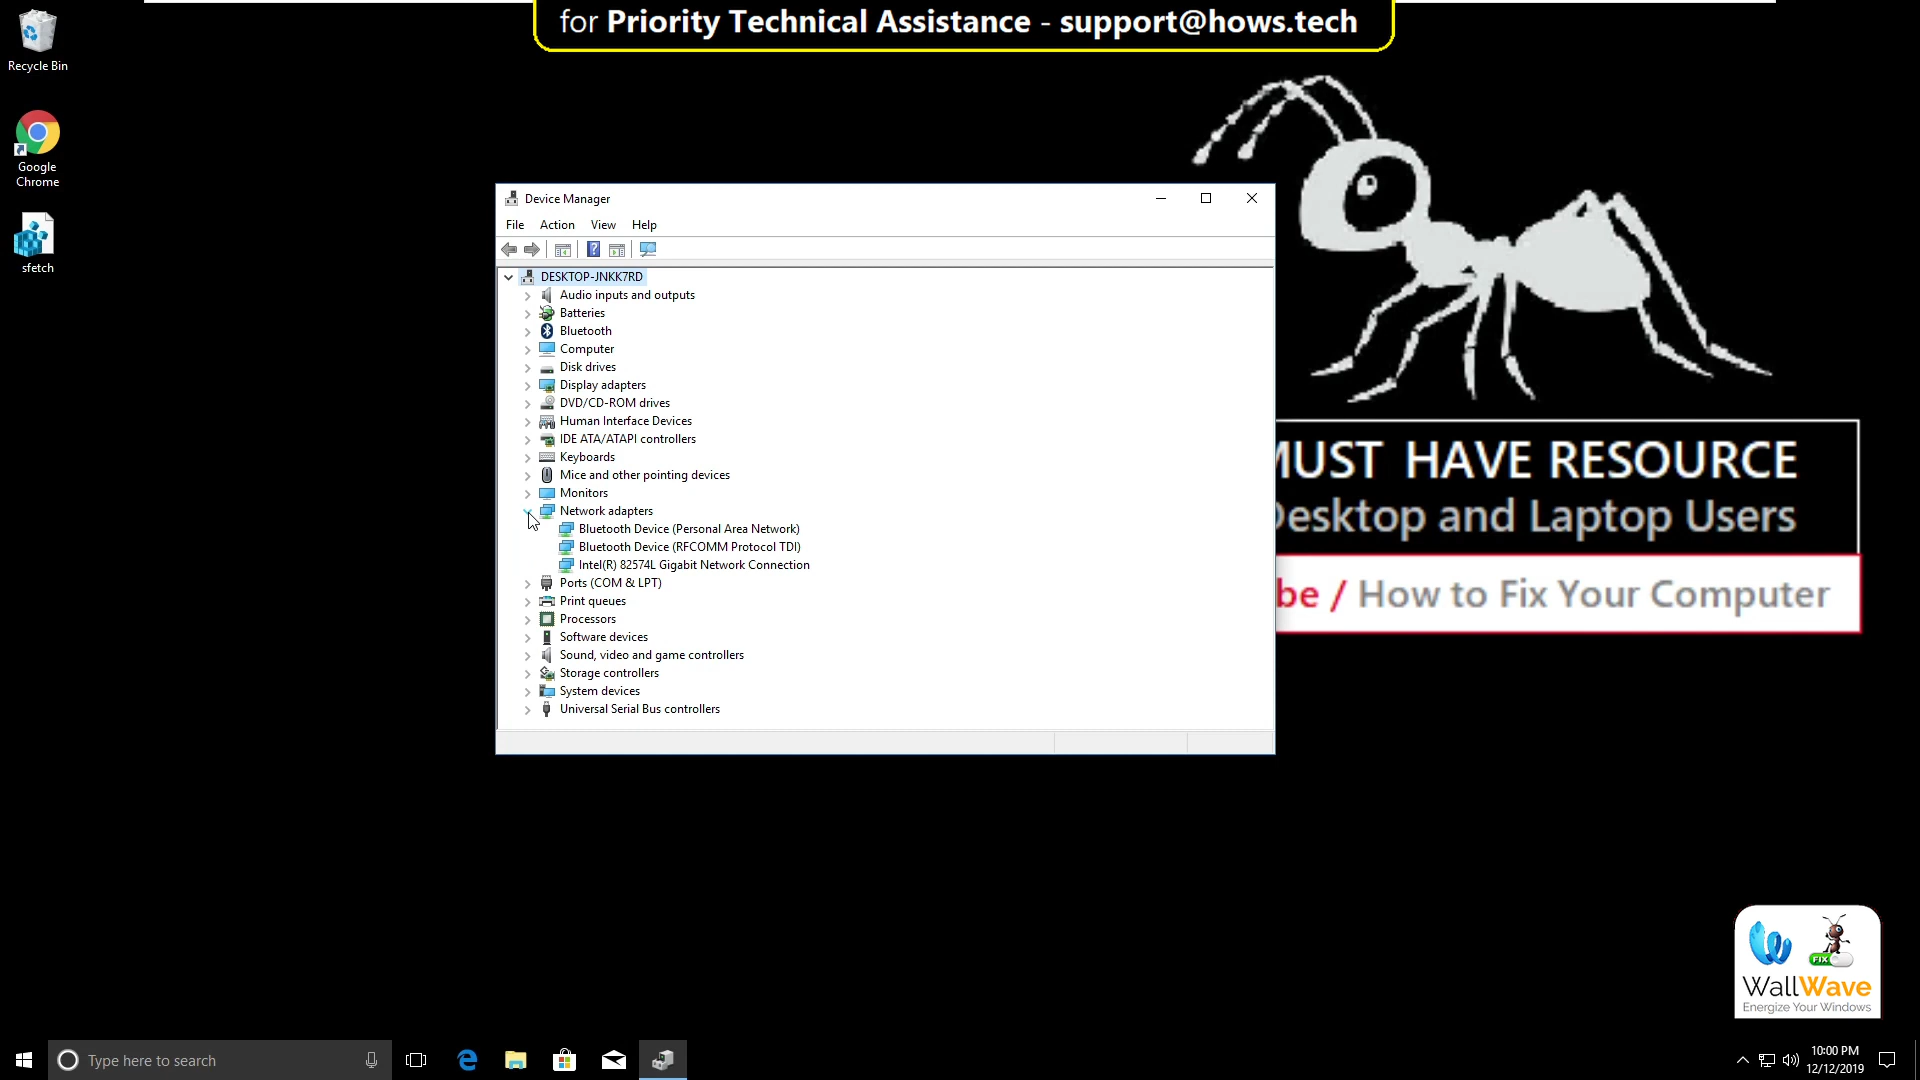 for Priority Technical Assistance - support@hows.tech
Recycle Bin
Google
Chrome
sfetch
Device Manager
File Action View Help
DESKTOP-JNKK7RD
Audio inputs and outputs
Batteries
Bluetooth
Computer
Disk drives
Display adapters
DVD/CD-ROM drives
Human Interface Devices
IDE ATA/ATAPI controllers
Keyboards
Mice and other pointing devices
Monitors
Network adapters
Bluetooth Device (Personal Area Network)
Bluetooth Device (RFCOMM Protocol TDI)
Intel(R) 82574L Gigabit Network Connection
Ports (COM & LPT)
Print queues
Processors
Software devices
Sound, video and game controllers
Storage controllers
System devices
Universal Serial Bus controllers
MUST HAVE RESOURCE
Desktop and Laptop Users
be / How to Fix Your Computer
FIX
WallWave
Energize Your Windows
Type here to search
10:00 PM
12/12/2019